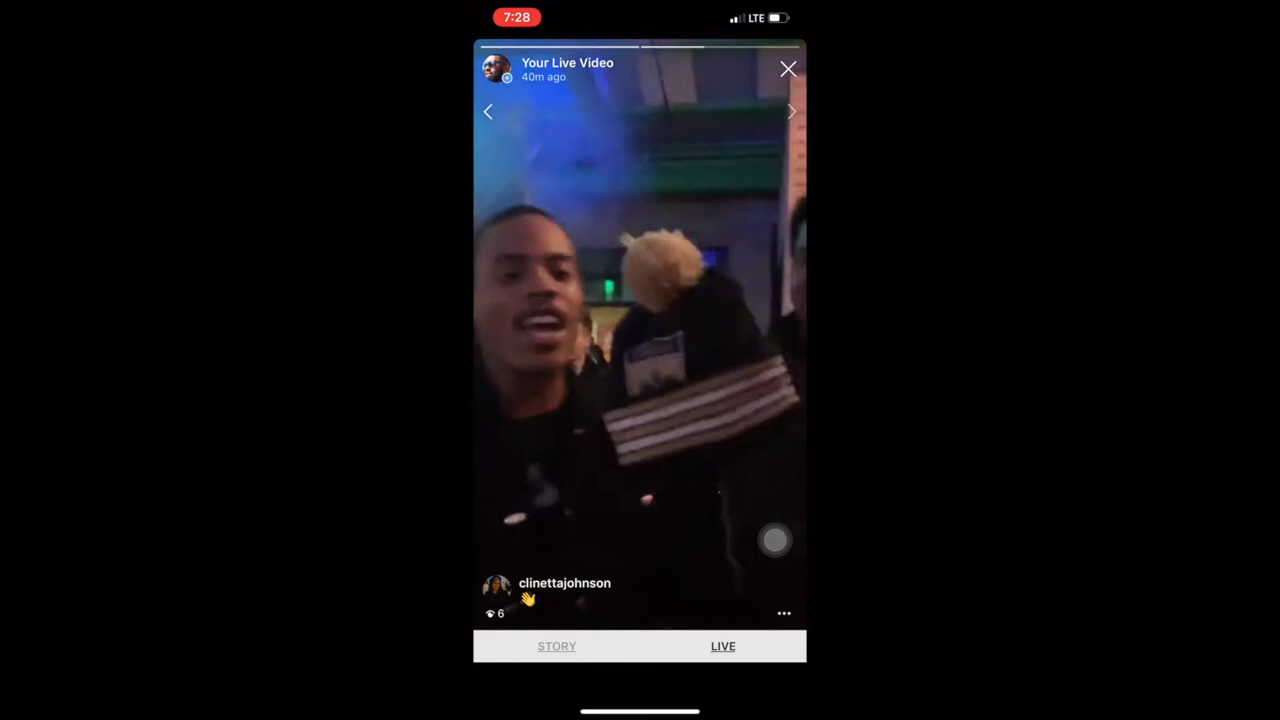 7:28
LTE
Your Live Video
40m ago
clinettajohnson
👋
6
STORY
LIVE